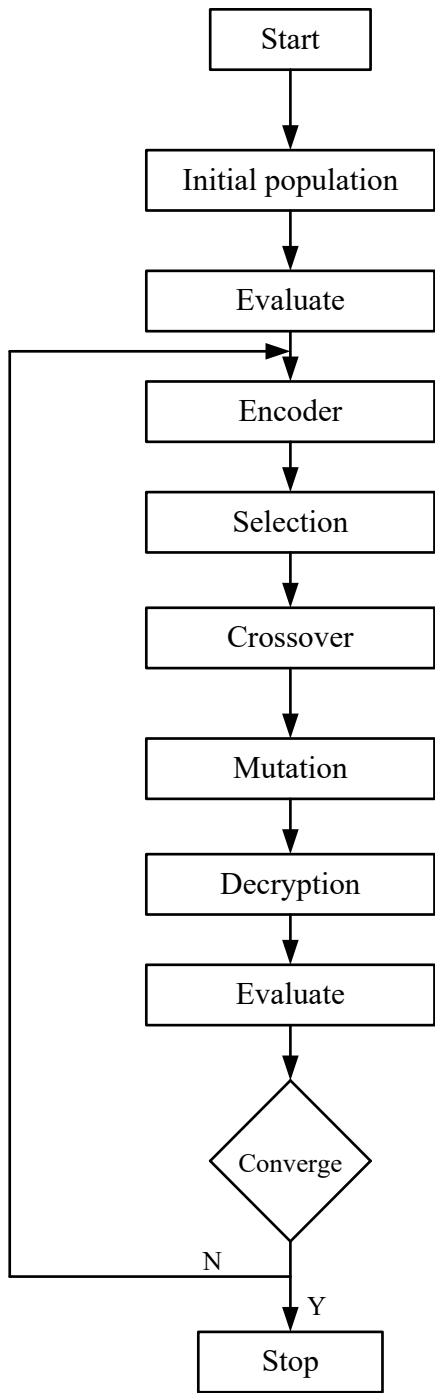 Start
Initial population
Evaluate
Encoder
Selection
Crossover
Mutation
Decryption
Evaluate
Converge
N
Y
Stop